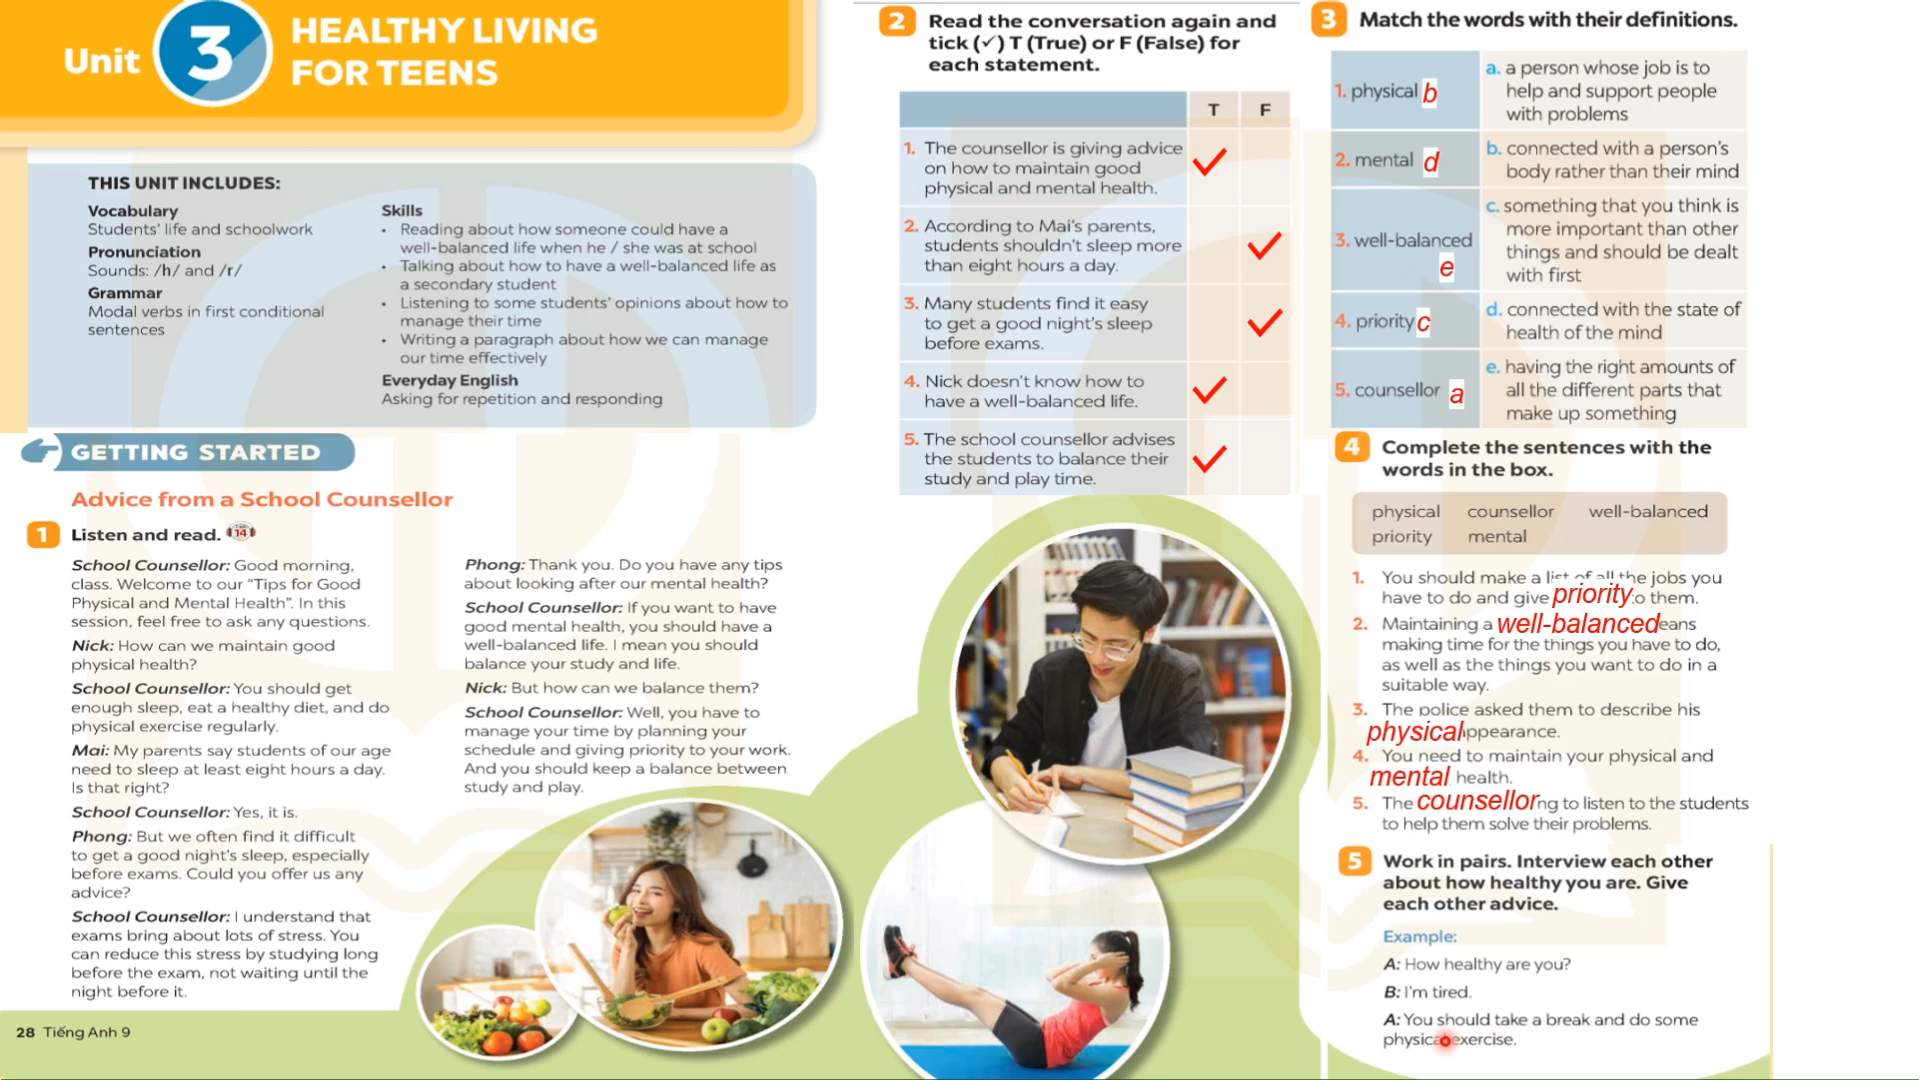 Unit 3 HEALTHY LIVING
FOR TEENS
THIS UNIT INCLUDES:
Vocabulary
Students' life and schoolwork
Pronunciation
Sounds: /h/ and /r/
Grammar
Modal verbs in first conditional
sentences
Skills
• Reading about how someone could have a
well-balanced life when he / she was at school
• Talking about how to have a well-balanced life as
a secondary student
• Listening to some students' opinions about how to
manage their time
• Writing a paragraph about how we can manage
our time effectively
Everyday English
Asking for repetition and responding
GETTING STARTED
Advice from a School Counsellor
1 Listen and read. 14
School Counsellor: Good morning,
class. Welcome to our "Tips for Good
Physical and Mental Health". In this
session, feel free to ask any questions.
Nick: How can we maintain good
physical health?
School Counsellor: You should get
enough sleep, eat a healthy diet, and do
physical exercise regularly.
Mai: My parents say students of our age
need to sleep at least eight hours a day.
Is that right?
School Counsellor: Yes, it is.
Phong: But we often find it difficult
to get a good night's sleep, especially
before exams. Could you offer us any
advice?
School Counsellor: I understand that
exams bring about lots of stress. You
can reduce this stress by studying long
before the exam, not waiting until the
night before it.
Phong: Thank you. Do you have any tips
about looking after our mental health?
School Counsellor: If you want to have
good mental health, you should have a
well-balanced life. I mean you should
balance your study and life.
Nick: But how can we balance them?
School Counsellor: Well, you have to
manage your time by planning your
schedule and giving priority to your work.
And you should keep a balance between
study and play.
28 Tiếng Anh 9
2 Read the conversation again and
tick (✓) T (True) or F (False) for
each statement.
T F
1. The counsellor is giving advice
on how to maintain good
physical and mental health.
2. According to Mai's parents,
students shouldn't sleep more
than eight hours a day.
3. Many students find it easy
to get a good night's sleep
before exams.
4. Nick doesn't know how to
have a well-balanced life.
5. The school counsellor advises
the students to balance their
study and play time.
3 Match the words with their definitions.
1. physical b
2. mental d
3. well-balanced
e
4. priority c
5. counsellor a
a. a person whose job is to
help and support people
with problems
b. connected with a person's
body rather than their mind
c. something that you think is
more important than other
things and should be dealt
with first
d. connected with the state of
health of the mind
e. having the right amounts of
all the different parts that
make up something
4 Complete the sentences with the
words in the box.
physical counsellor well-balanced
priority mental
1. You should make a list of all the jobs you
have to do and give priority to them.
2. Maintaining a well-balanced
making time for the things you have to do,
as well as the things you want to do in a
suitable way.
3. The police asked them to describe his
physical appearance.
4. You need to maintain your physical and
mental health.
5. The counsellor to listen to the students
to help them solve their problems.
5 Work in pairs. Interview each other
about how healthy you are. Give
each other advice.
Example:
A: How healthy are you?
B: I'm tired.
A: You should take a break and do some
physical exercise.